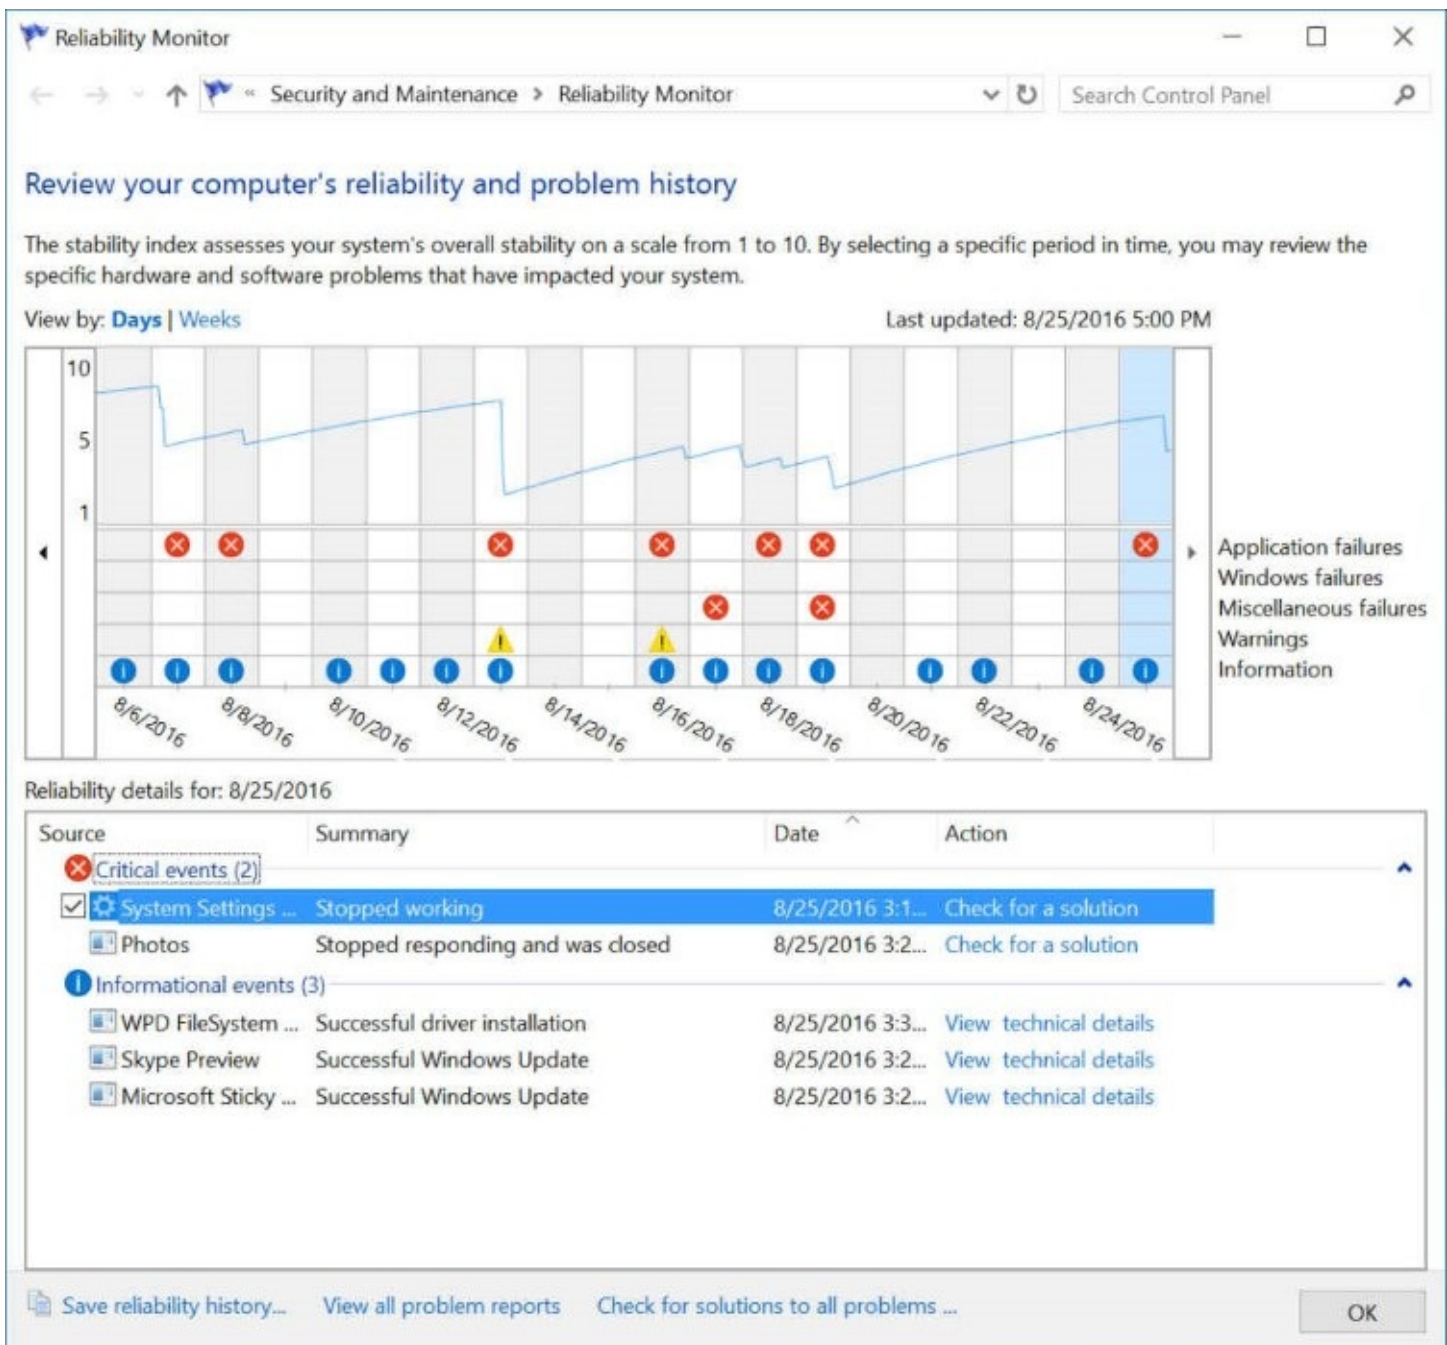 Reliability Monitor
« Security and Maintenance > Reliability Monitor
Search Control Panel
Review your computer's reliability and problem history
The stability index assesses your system's overall stability on a scale from 1 to 10. By selecting a specific period in time, you may review the
specific hardware and software problems that have impacted your system.
View by: Days | Weeks
Last updated: 8/25/2016 5:00 PM
10
5
1
Application failures
Windows failures
Miscellaneous failures
Warnings
Information
8/6/2016
8/8/2016
8/10/2016
8/12/2016
8/14/2016
8/16/2016
8/18/2016
8/20/2016
8/22/2016
8/24/2016
Reliability details for: 8/25/2016
Source Summary Date Action
Critical events (2)
System Settings ... Stopped working 8/25/2016 3:1... Check for a solution
Photos Stopped responding and was closed 8/25/2016 3:2... Check for a solution
Informational events (3)
WPD FileSystem ... Successful driver installation 8/25/2016 3:3... View technical details
Skype Preview Successful Windows Update 8/25/2016 3:2... View technical details
Microsoft Sticky ... Successful Windows Update 8/25/2016 3:2... View technical details
Save reliability history... View all problem reports Check for solutions to all problems ...
OK